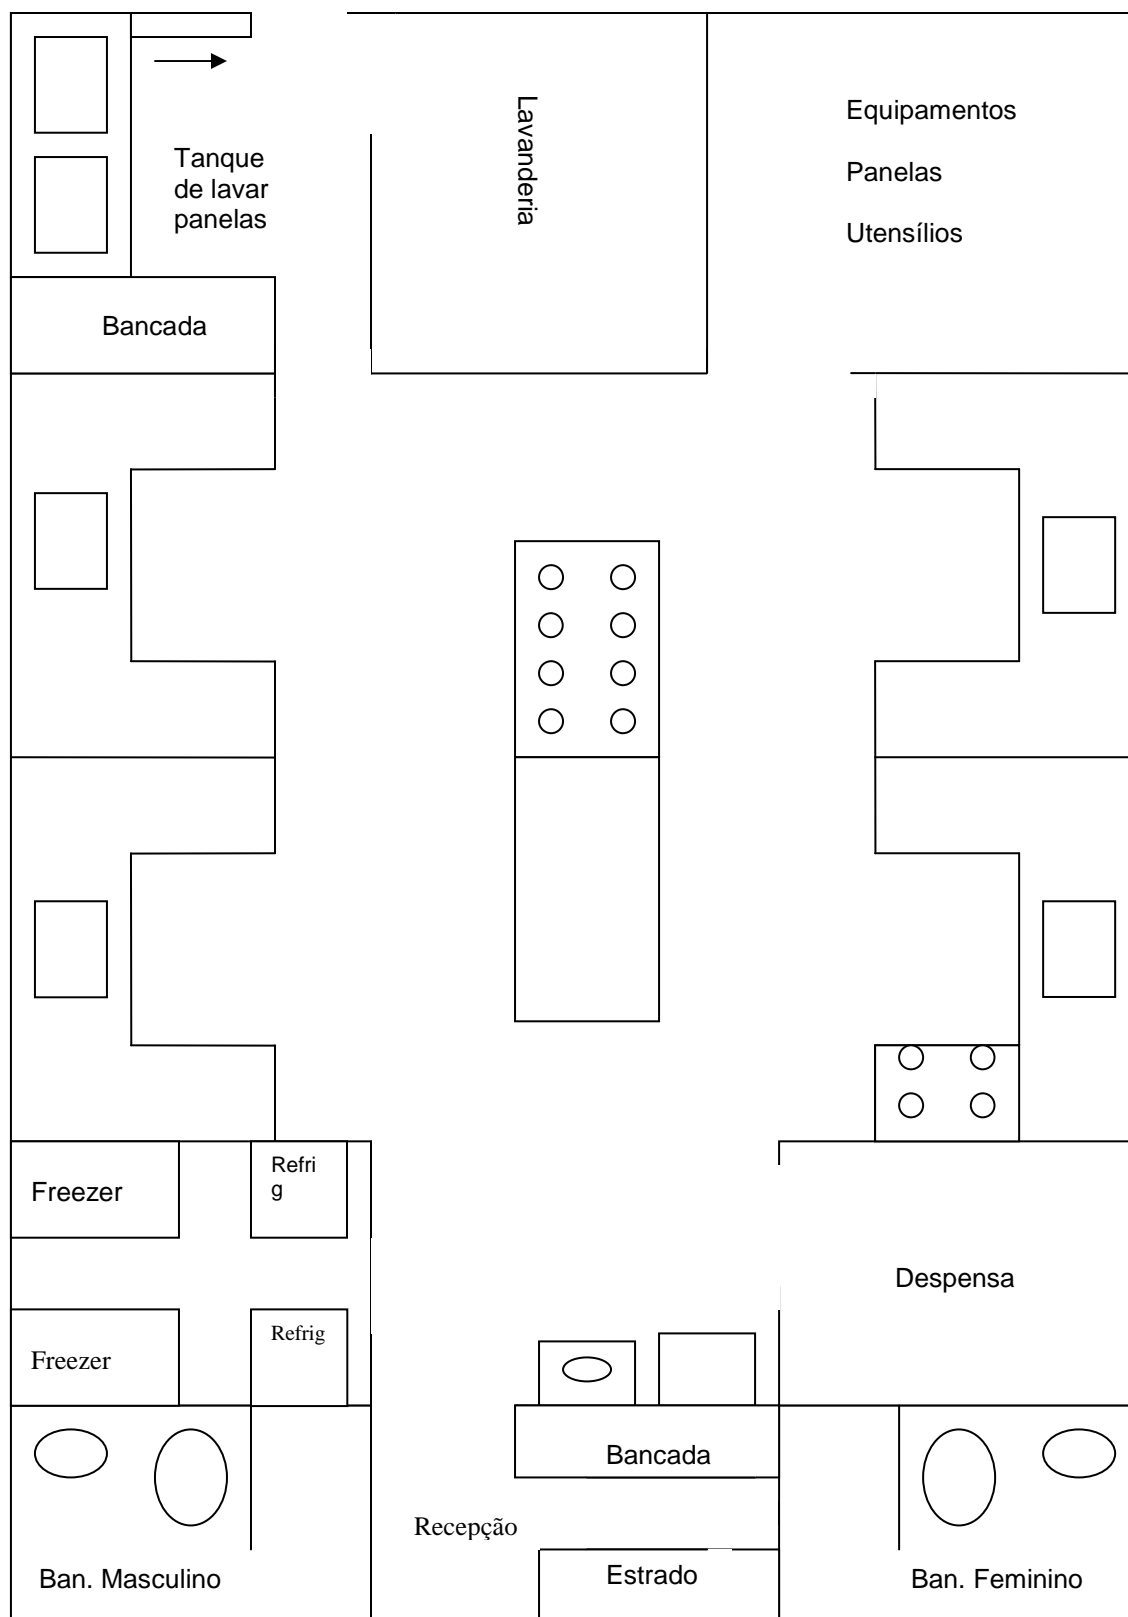 Lavanderia
Equipamentos
Panelas
Utensílios
Tanque
de lavar
panelas
Bancada
Freezer
Refri
g
Despensa
Freezer
Refrig
Bancada
Recepção
Estrado
Ban. Masculino
Ban. Feminino